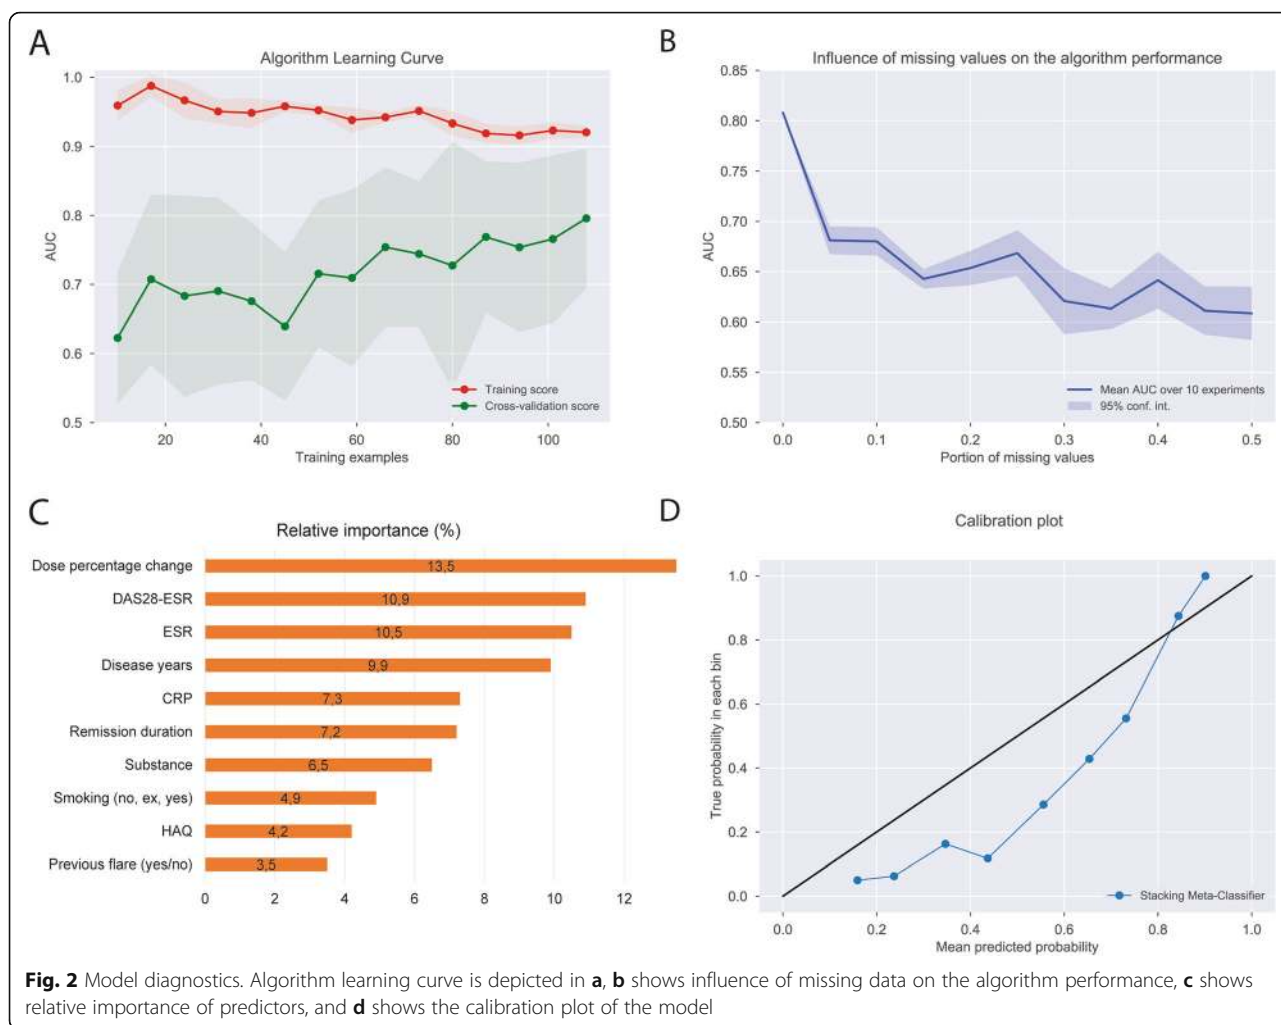 A
Algorithm Learning Curve
1.0
0.9
0.8
0.7
0.6
0.5
AUC
20
40
60
80
100
Training examples
Training score
Cross-validation score
B
Influence of missing values on the algorithm performance
0.85
0.80
0.75
0.70
0.65
0.60
0.55
0.50
AUC
0.0
0.1
0.2
0.3
0.4
0.5
Portion of missing values
Mean AUC over 10 experiments
95% conf. int.
C
Relative importance (%)
Dose percentage change 13,5
DAS28-ESR 10,9
ESR 10,5
Disease years 9,9
CRP 7,3
Remission duration 7,2
Substance 6,5
Smoking (no, ex, yes) 4,9
HAQ 4,2
Previous flare (yes/no) 3,5
0
2
4
6
8
10
12
D
Calibration plot
1.0
0.8
0.6
0.4
0.2
0.0
True probability in each bin
0.0
0.2
0.4
0.6
0.8
1.0
Mean predicted probability
Stacking Meta-Classifier
Fig. 2 Model diagnostics. Algorithm learning curve is depicted in a, b shows influence of missing data on the algorithm performance, c shows
relative importance of predictors, and d shows the calibration plot of the model